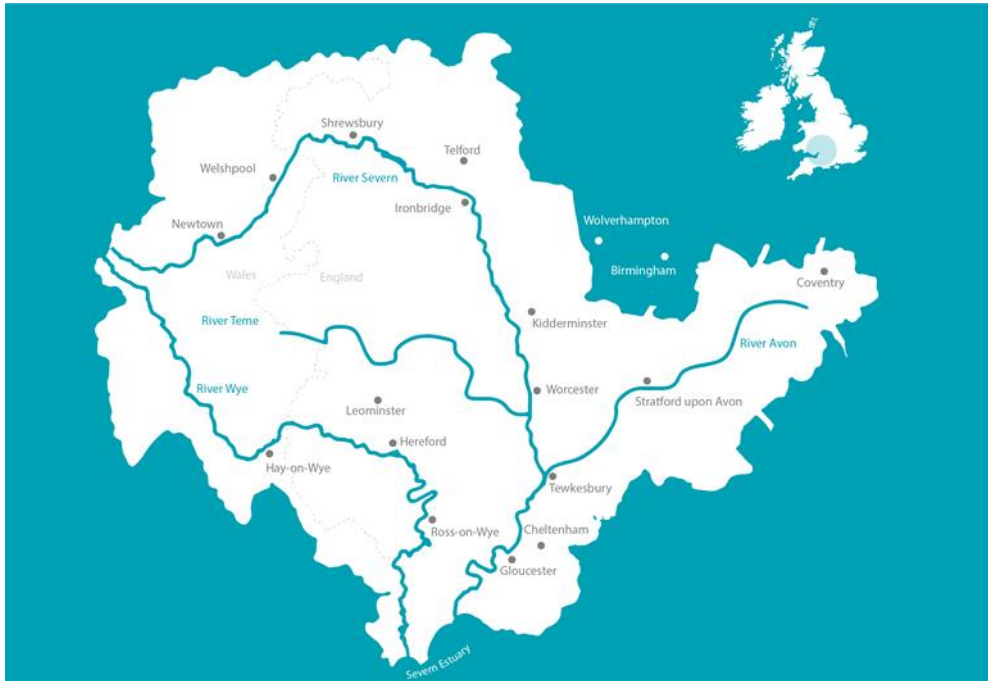 Shrewsbury
Telford
Welshpool
River Severn
Ironbridge
Newtown
Wolverhampton
Birmingham
Wales
England
Coventry
River Teme
Kidderminster
River Avon
River Wye
Worcester
Stratford upon Avon
Leominster
Hereford
Hay-on-Wye
Tewkesbury
Ross-on-Wye
Cheltenham
Gloucester
Severn Estuary